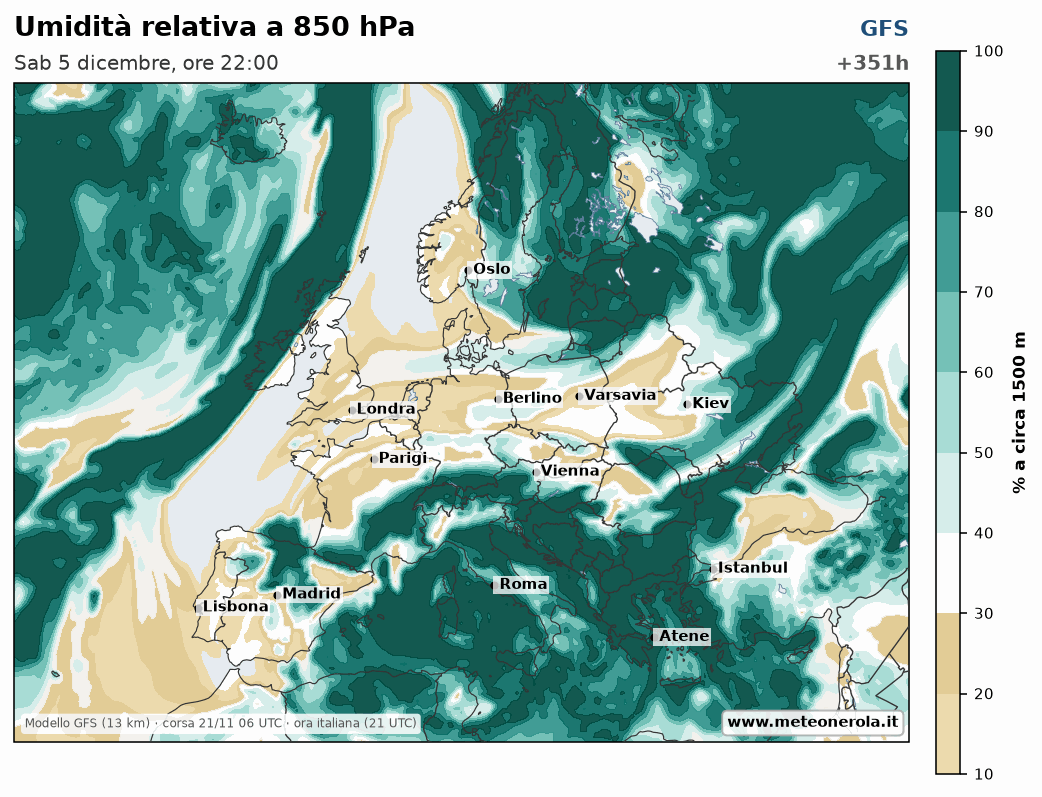 Umidità relativa a 850 hPa
GFS
Sab 5 dicembre, ore 22:00
+351h
100
90
80
70
60
50
40
30
20
10
% a circa 1500 m
Oslo
Londra
Berlino
Varsavia
Kiev
Parigi
Vienna
Istanbul
Roma
Madrid
Lisbona
Atene
Modello GFS (13 km) · corsa 21/11 06 UTC · ora italiana (21 UTC)
www.meteonerola.it